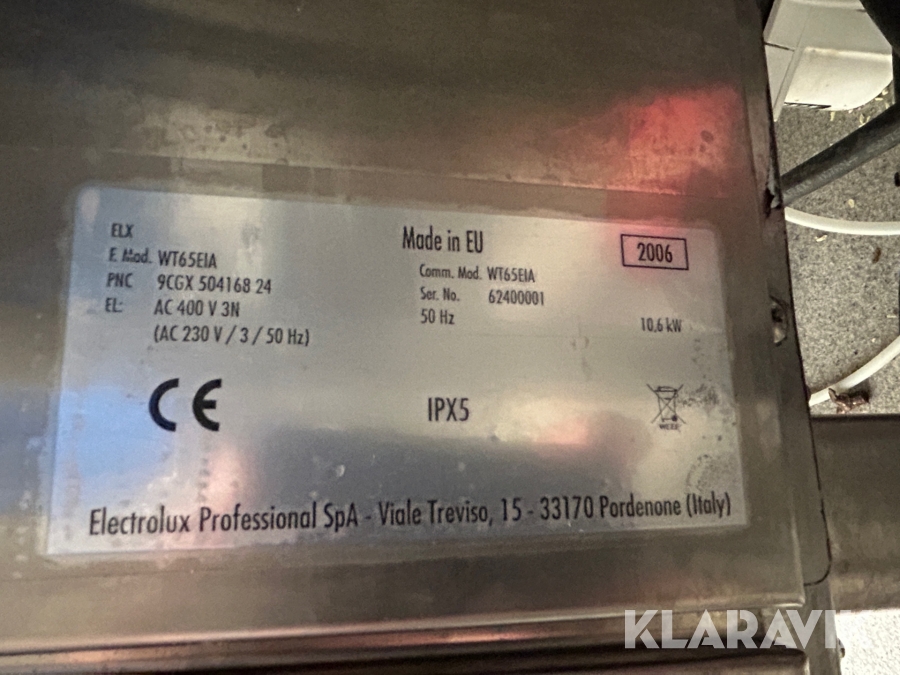 ELX
F. Mod. WT65EIA
PNC 9CGX 504168 24
EL: AC 400 V 3N
(AC 230 V / 3 / 50 Hz)
Made in EU
Comm. Mod. WT65EIA
Ser. No. 62400001
50 Hz
2006
10,6 kW
CE
IPX5
WEEE
Electrolux Professional SpA - Viale Treviso, 15 - 33170 Pordenone (Italy)
KLARAVIK